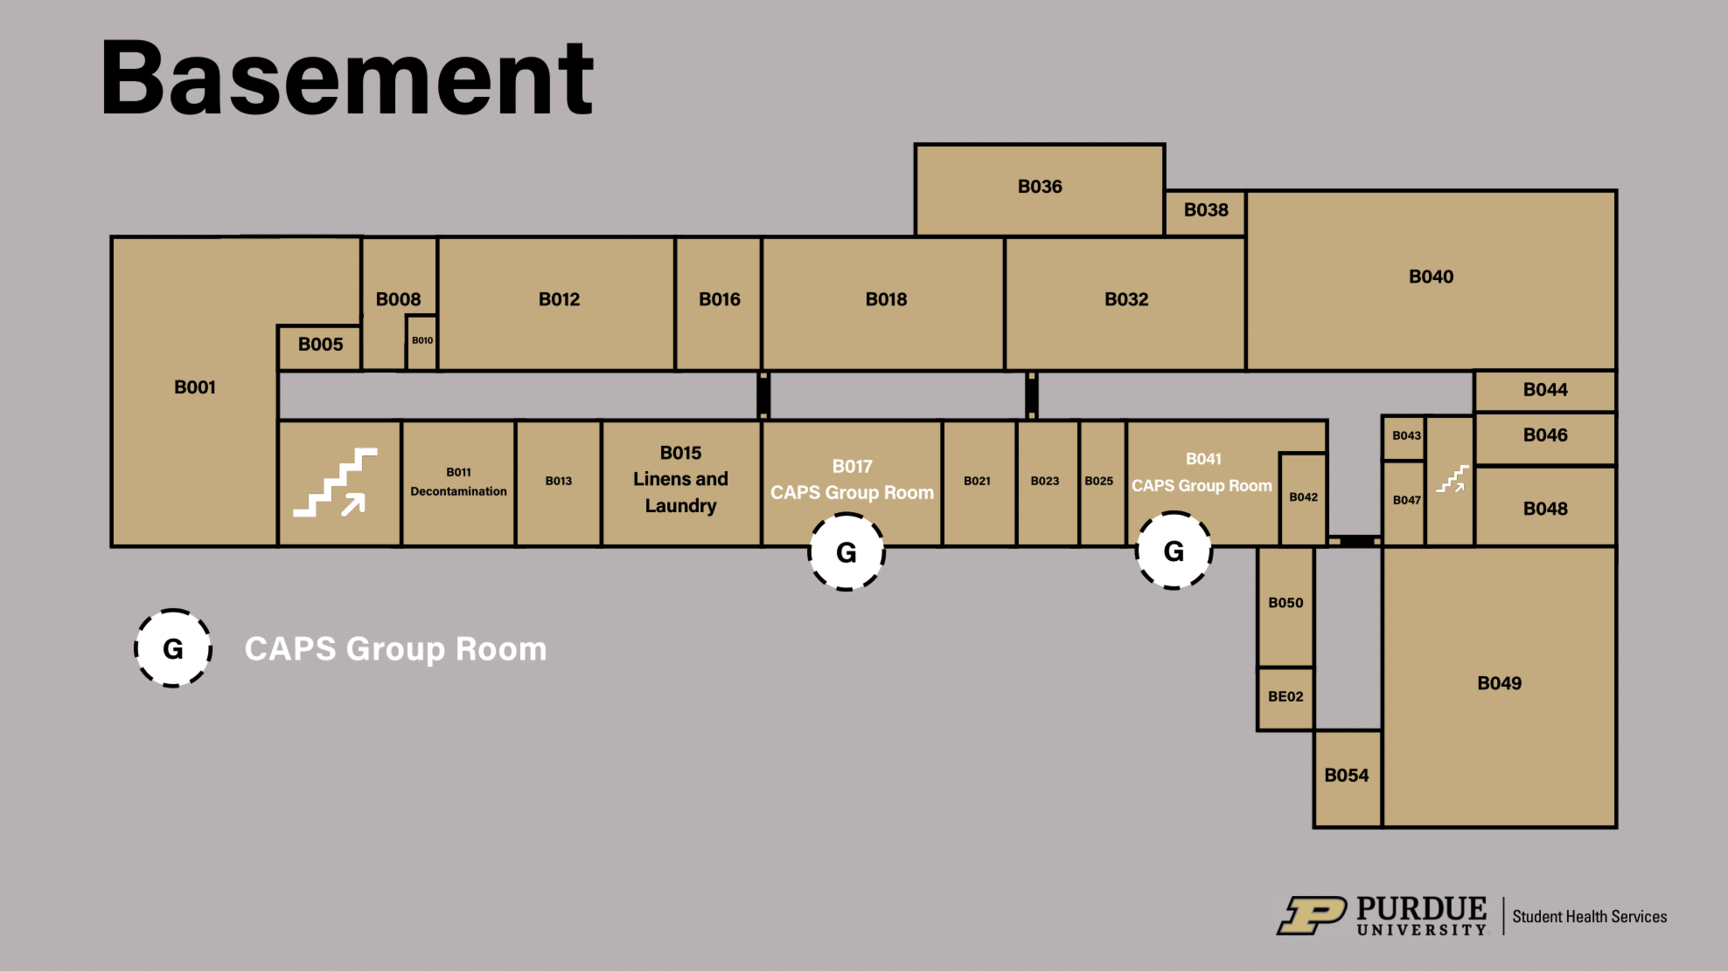 Basement
B036
B038
B040
B001
B005
B008
B010
B012
B016
B018
B032
B044
B046
B048
B043
B047
B011
Decontamination
B013
B015
Linens and
Laundry
B017
CAPS Group Room
G
B021
B023
B025
B041
CAPS Group Room
G
B042
B050
BE02
B054
B049
G
CAPS Group Room
PURDUE
UNIVERSITY
Student Health Services